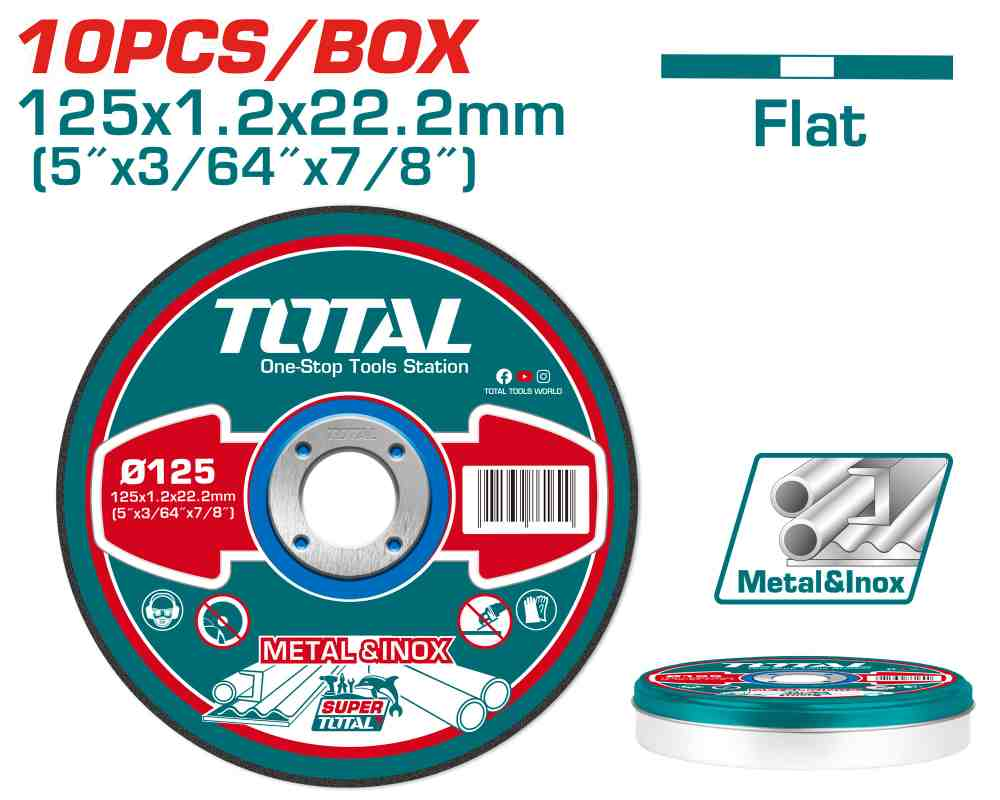 10PCS/BOX
125x1.2x22.2mm
(5″x3/64″x7/8″)
Flat
TOTAL
One-Stop Tools Station
TOTAL TOOLS WORLD
TOTAL
Ø125
125x1.2x22.2mm
(5″x3/64″x7/8″)
METAL & INOX
SUPER
TOTAL
Metal&Inox
TOTAL